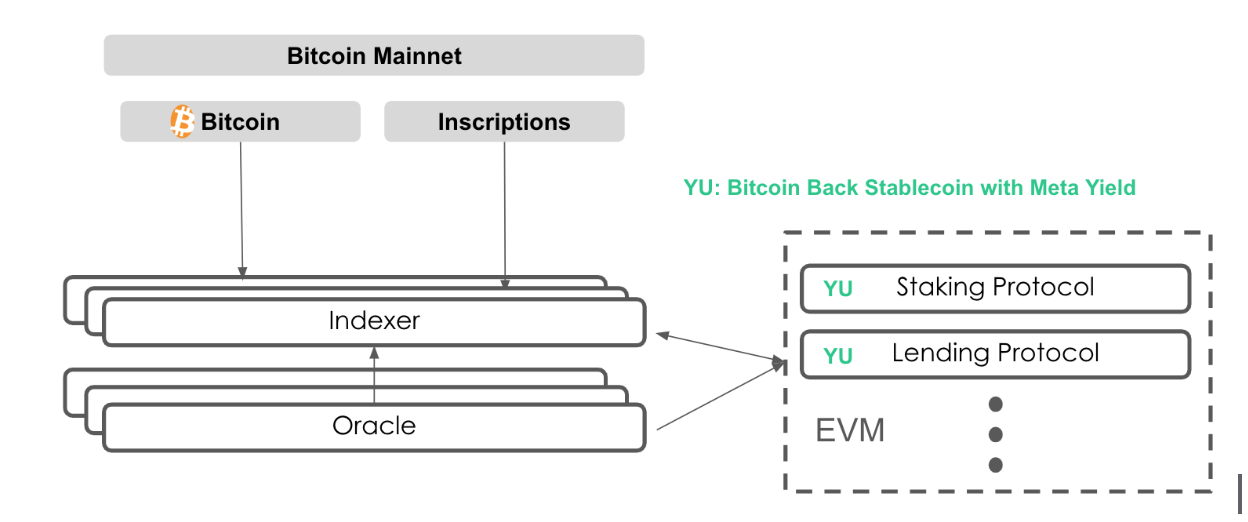 Bitcoin Mainnet
Bitcoin
Inscriptions
YU: Bitcoin Back Stablecoin with Meta Yield
YU Staking Protocol
Indexer
YU Lending Protocol
Oracle
EVM